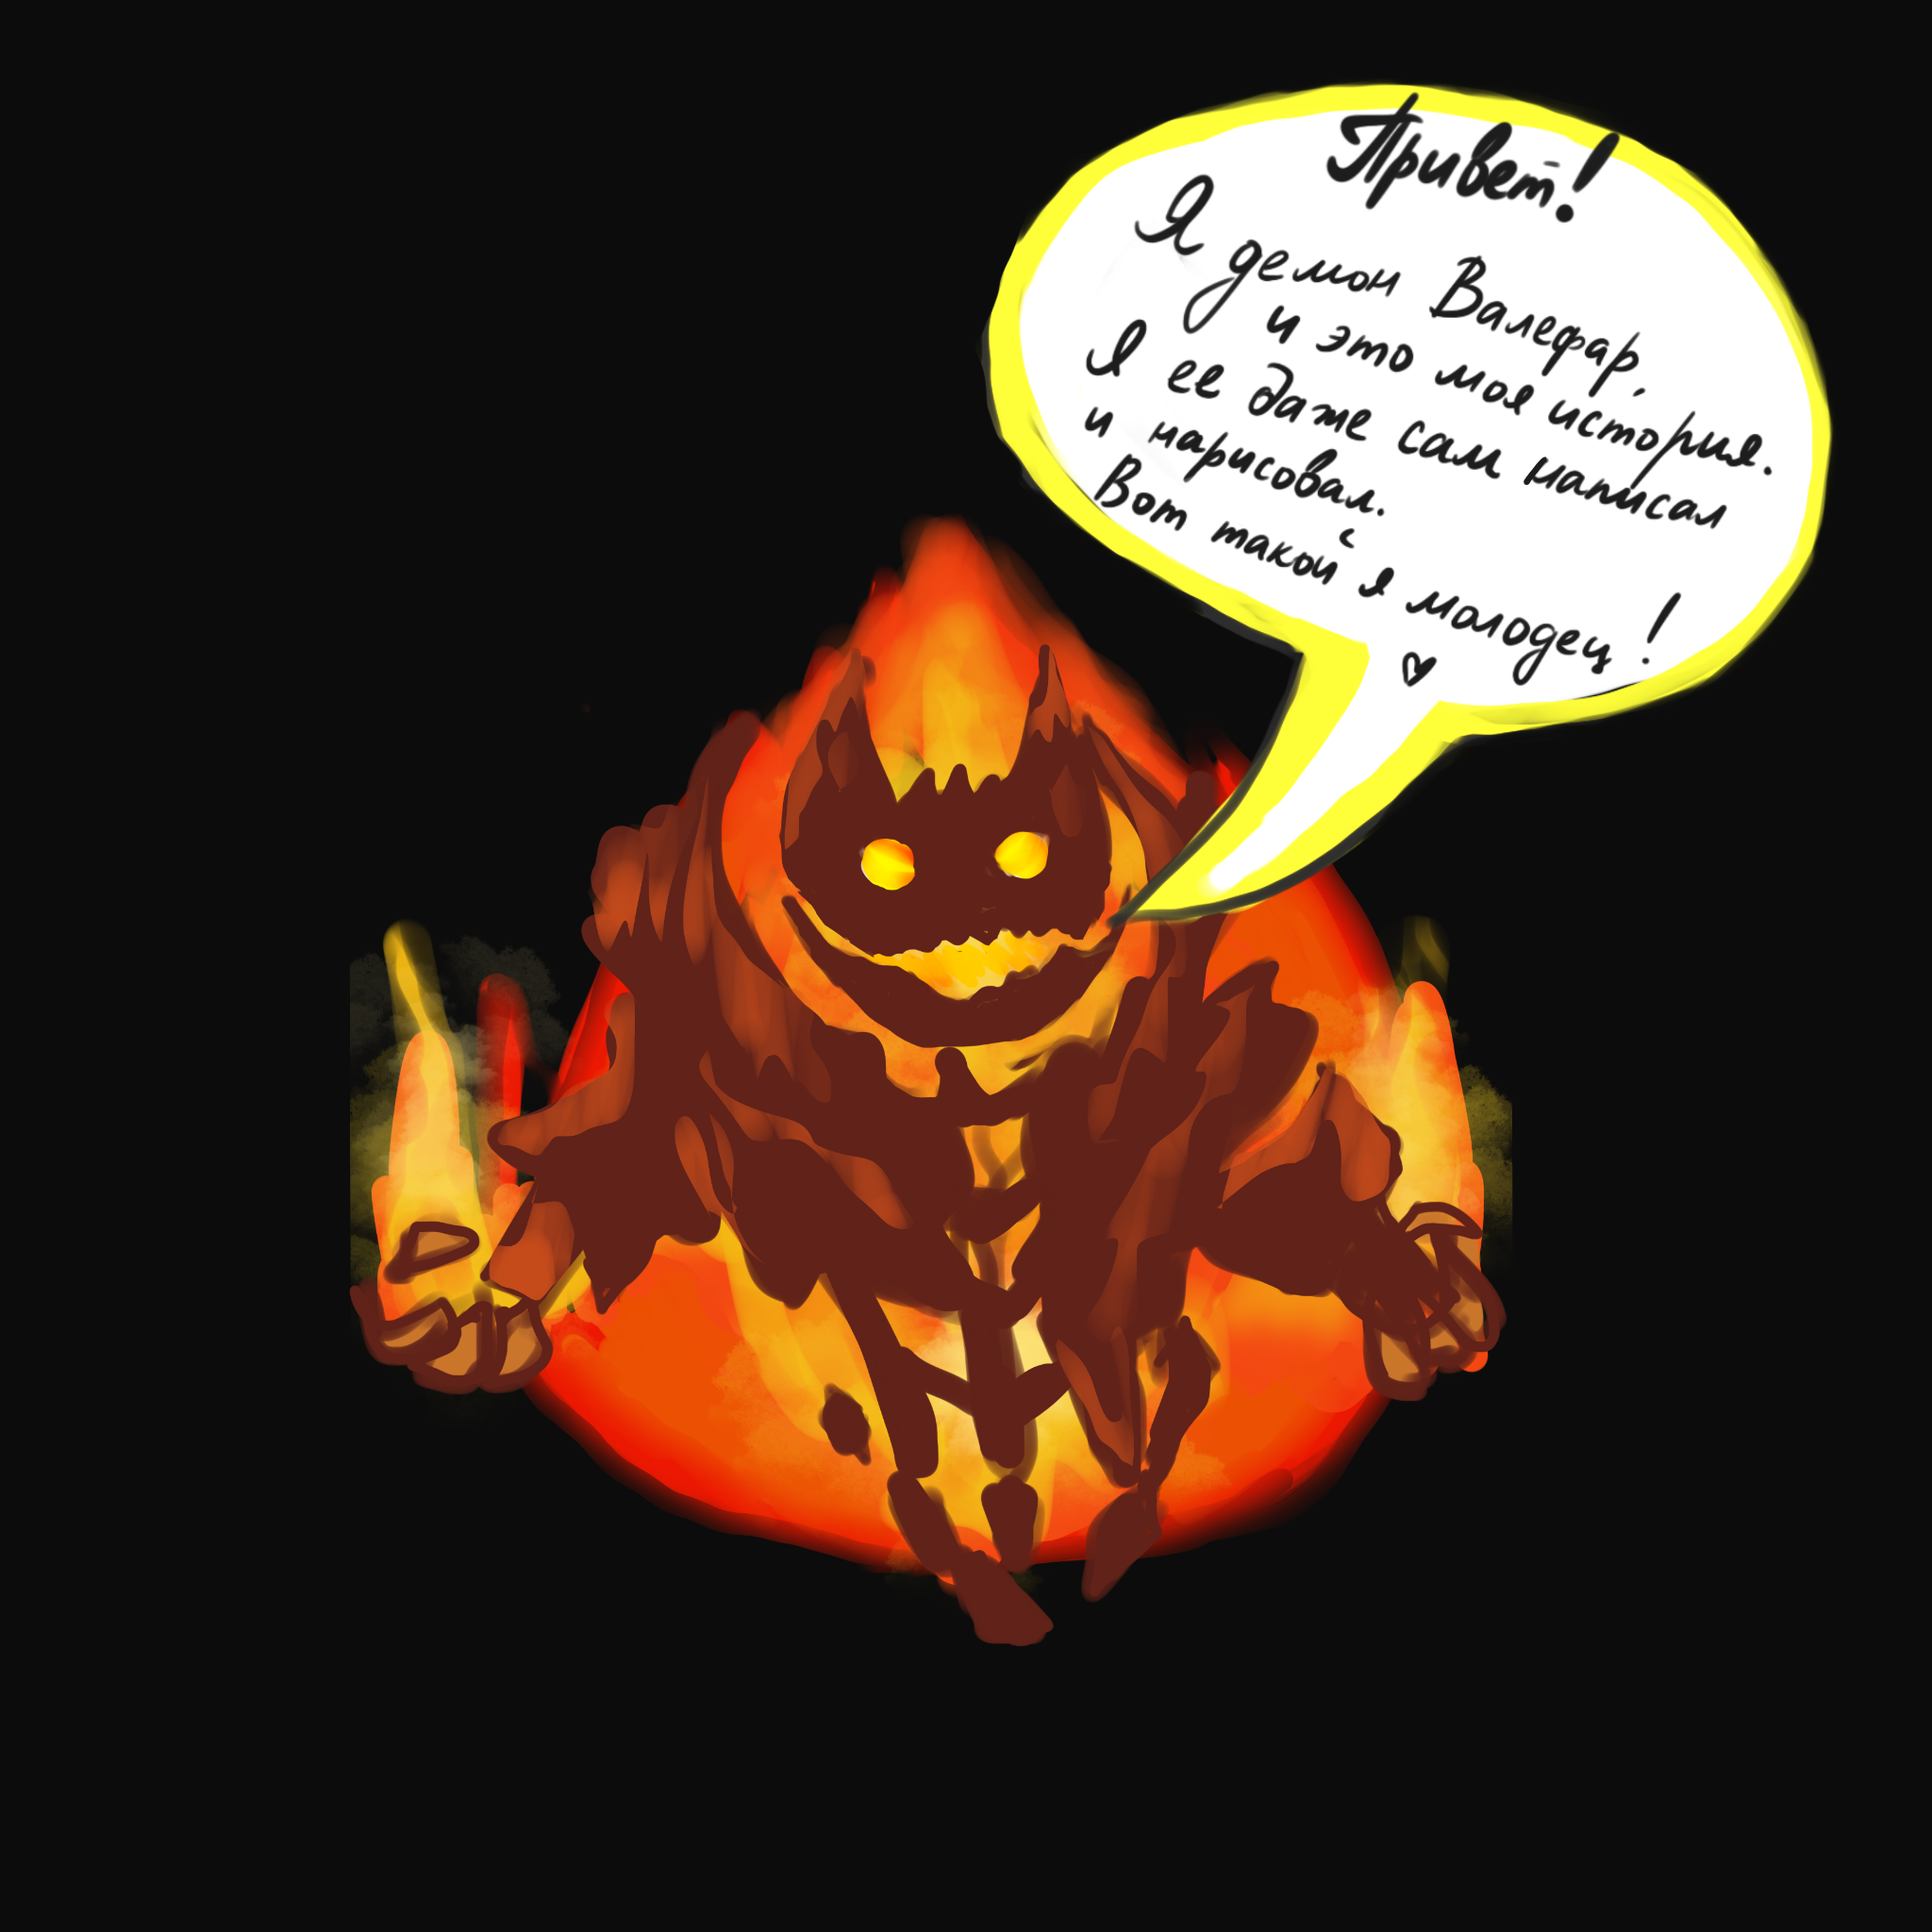 Привет!
Я демон Валефар,
и это моя история.
Я ее даже сам написал
и нарисовал.
Вот такой я молодец!